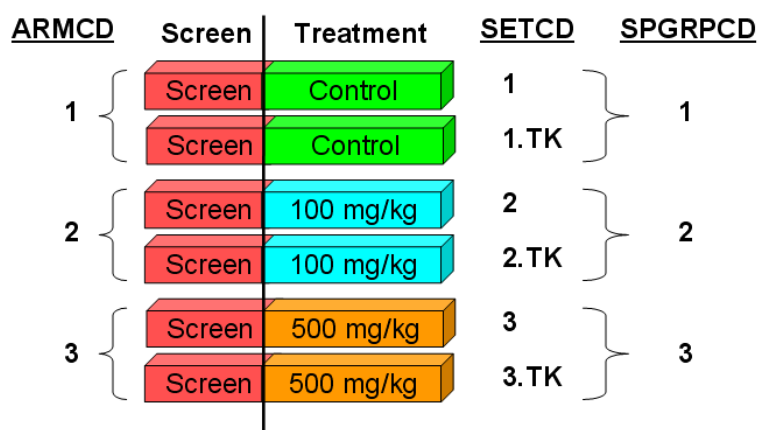 ARMCD Screen Treatment SETCD SPGRPCD
Screen Control 1
1 1
Screen Control 1.TK
Screen 100 mg/kg 2
2 2
Screen 100 mg/kg 2.TK
Screen 500 mg/kg 3
3 3
Screen 500 mg/kg 3.TK